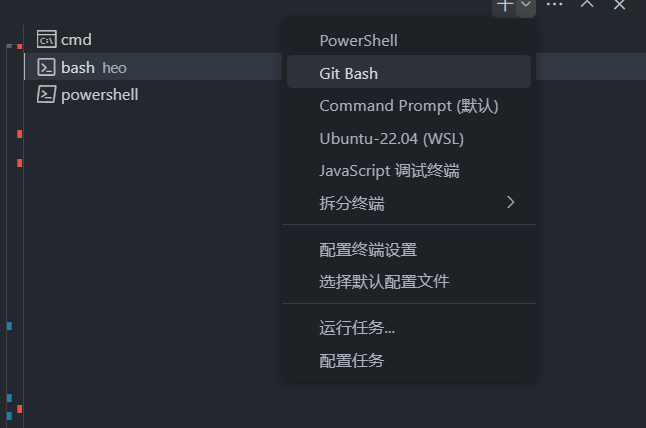 cmd
bash heo
powershell
PowerShell
Git Bash
Command Prompt (默认)
Ubuntu-22.04 (WSL)
JavaScript 调试终端
拆分终端
配置终端设置
选择默认配置文件
运行任务...
配置任务